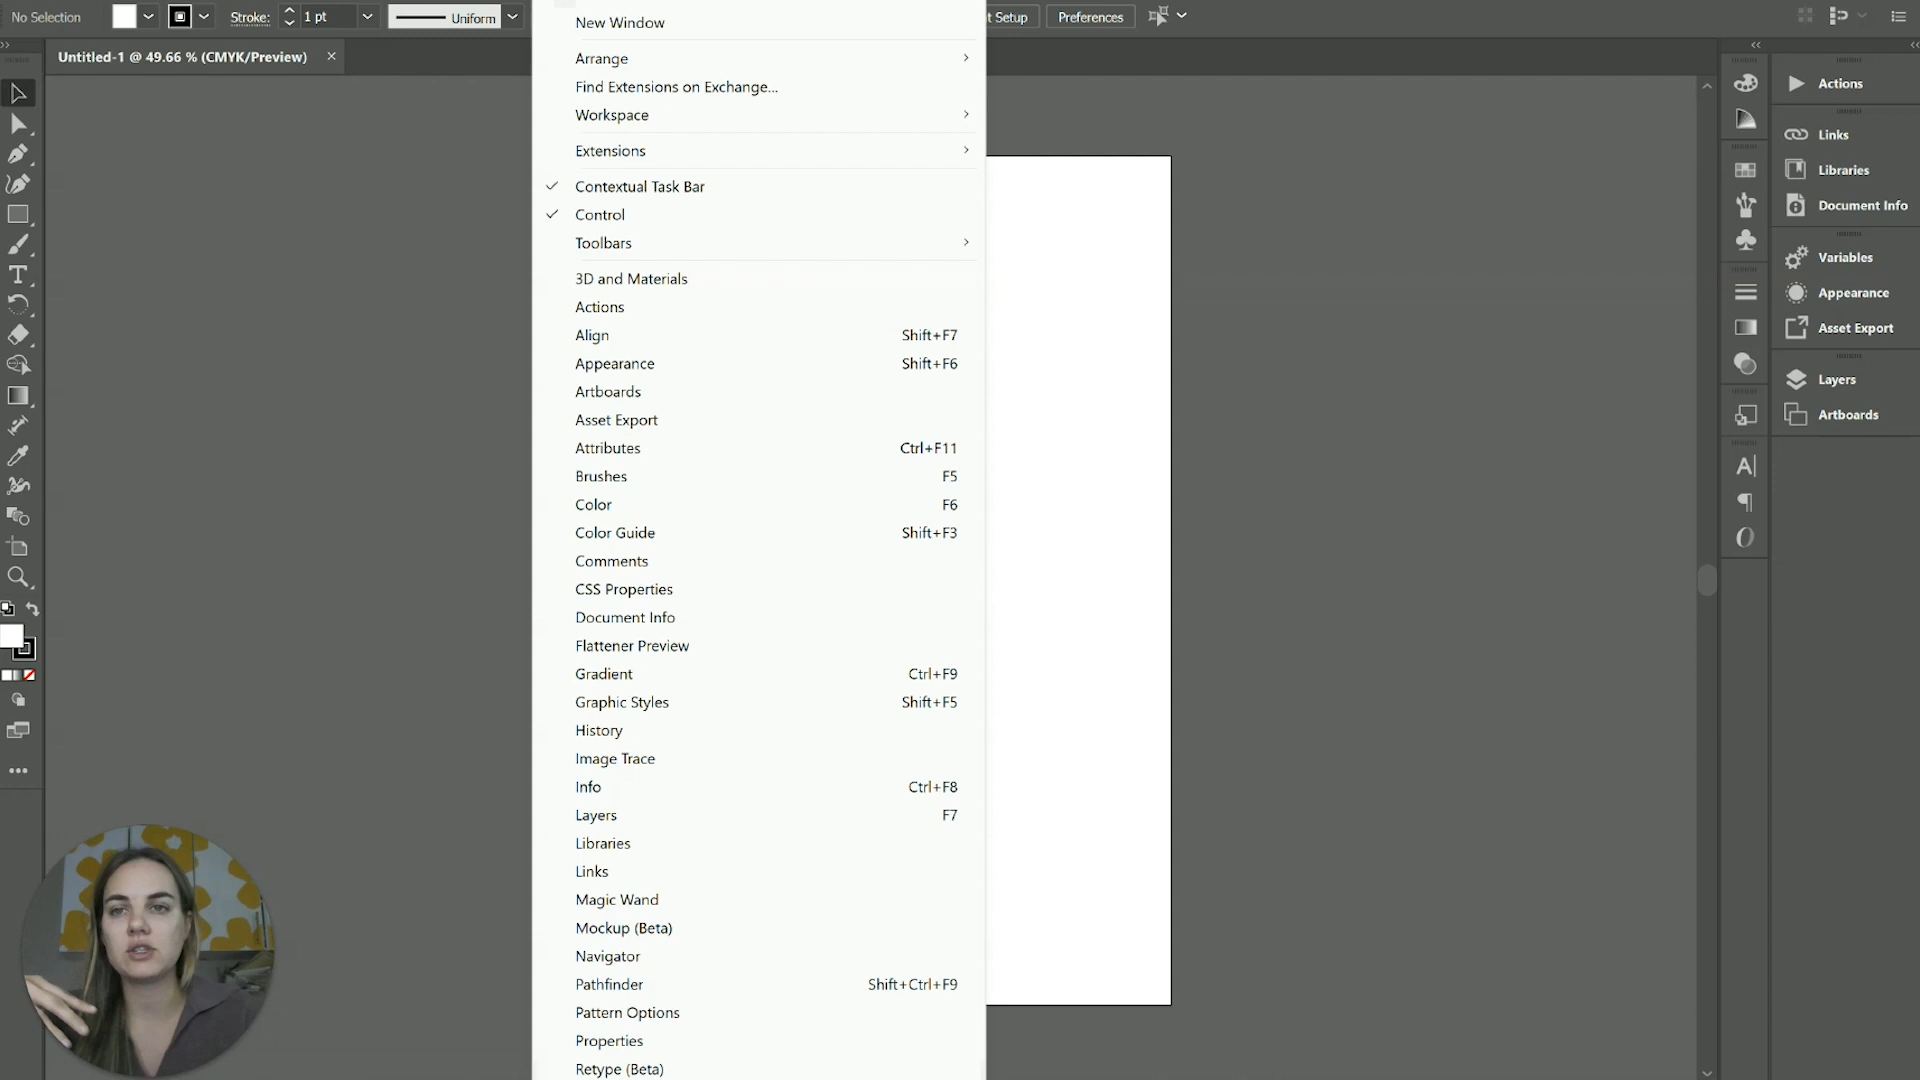 No Selection
Stroke:
1 pt
Uniform
t Setup
Preferences
Untitled-1 @ 49.66 % (CMYK/Preview)
New Window
Arrange
Find Extensions on Exchange...
Workspace
Extensions
Contextual Task Bar
Control
Toolbars
3D and Materials
Actions
Align Shift+F7
Appearance Shift+F6
Artboards
Asset Export
Attributes Ctrl+F11
Brushes F5
Color F6
Color Guide Shift+F3
Comments
CSS Properties
Document Info
Flattener Preview
Gradient Ctrl+F9
Graphic Styles Shift+F5
History
Image Trace
Info Ctrl+F8
Layers F7
Libraries
Links
Magic Wand
Mockup (Beta)
Navigator
Pathfinder Shift+Ctrl+F9
Pattern Options
Properties
Retype (Beta)
Actions
Links
Libraries
Document Info
Variables
Appearance
Asset Export
Layers
Artboards